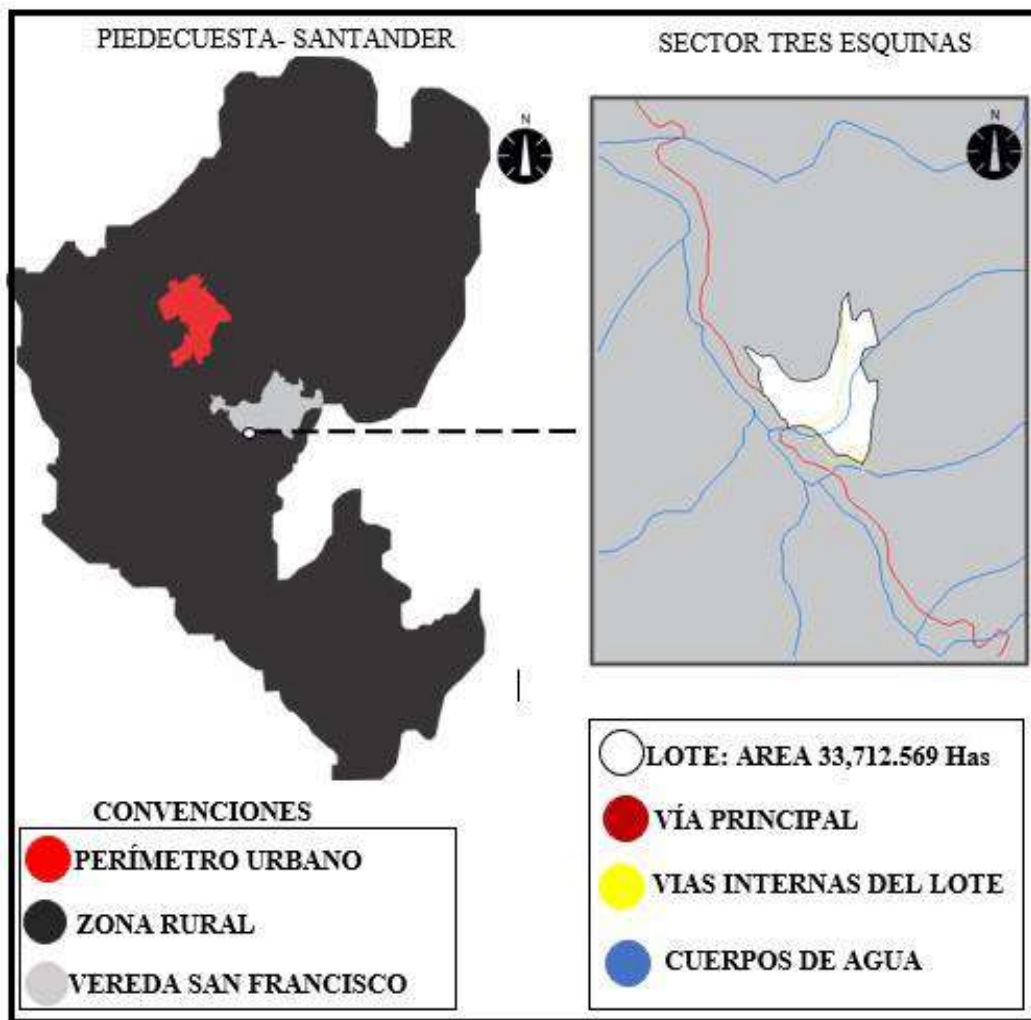 PIEDECUESTA- SANTANDER
SECTOR TRES ESQUINAS
N
N
CONVENCIONES
PERÍMETRO URBANO
ZONA RURAL
VEREDA SAN FRANCISCO
LOTE: AREA 33,712.569 Has
VÍA PRINCIPAL
VIAS INTERNAS DEL LOTE
CUERPOS DE AGUA